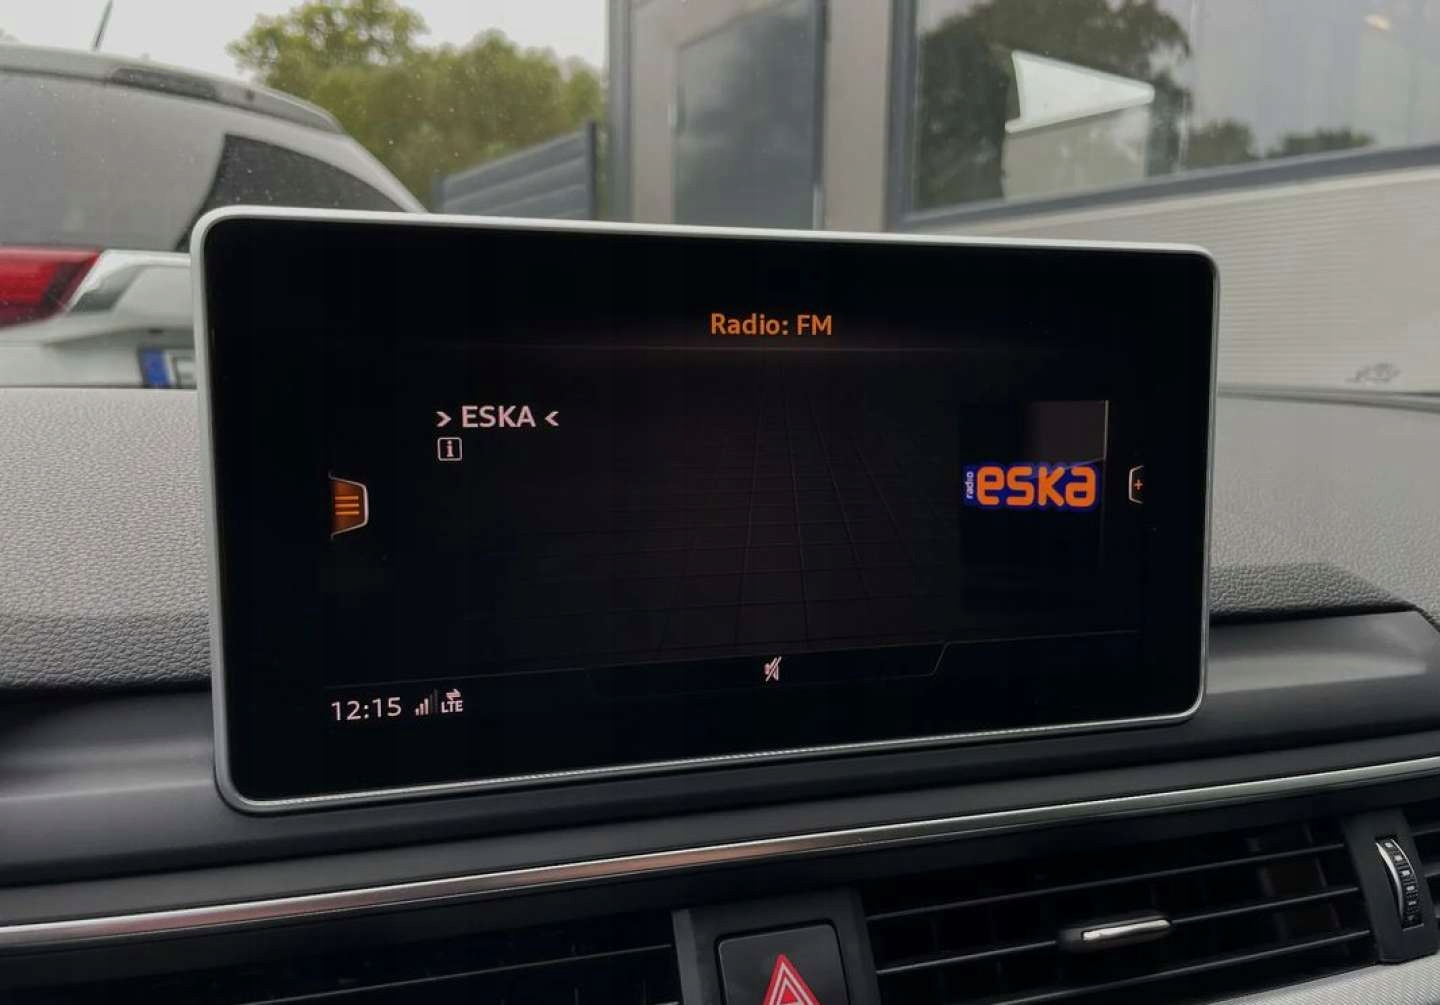 Radio: FM
> ESKA <
i
radio eska
+
12:15 LTE